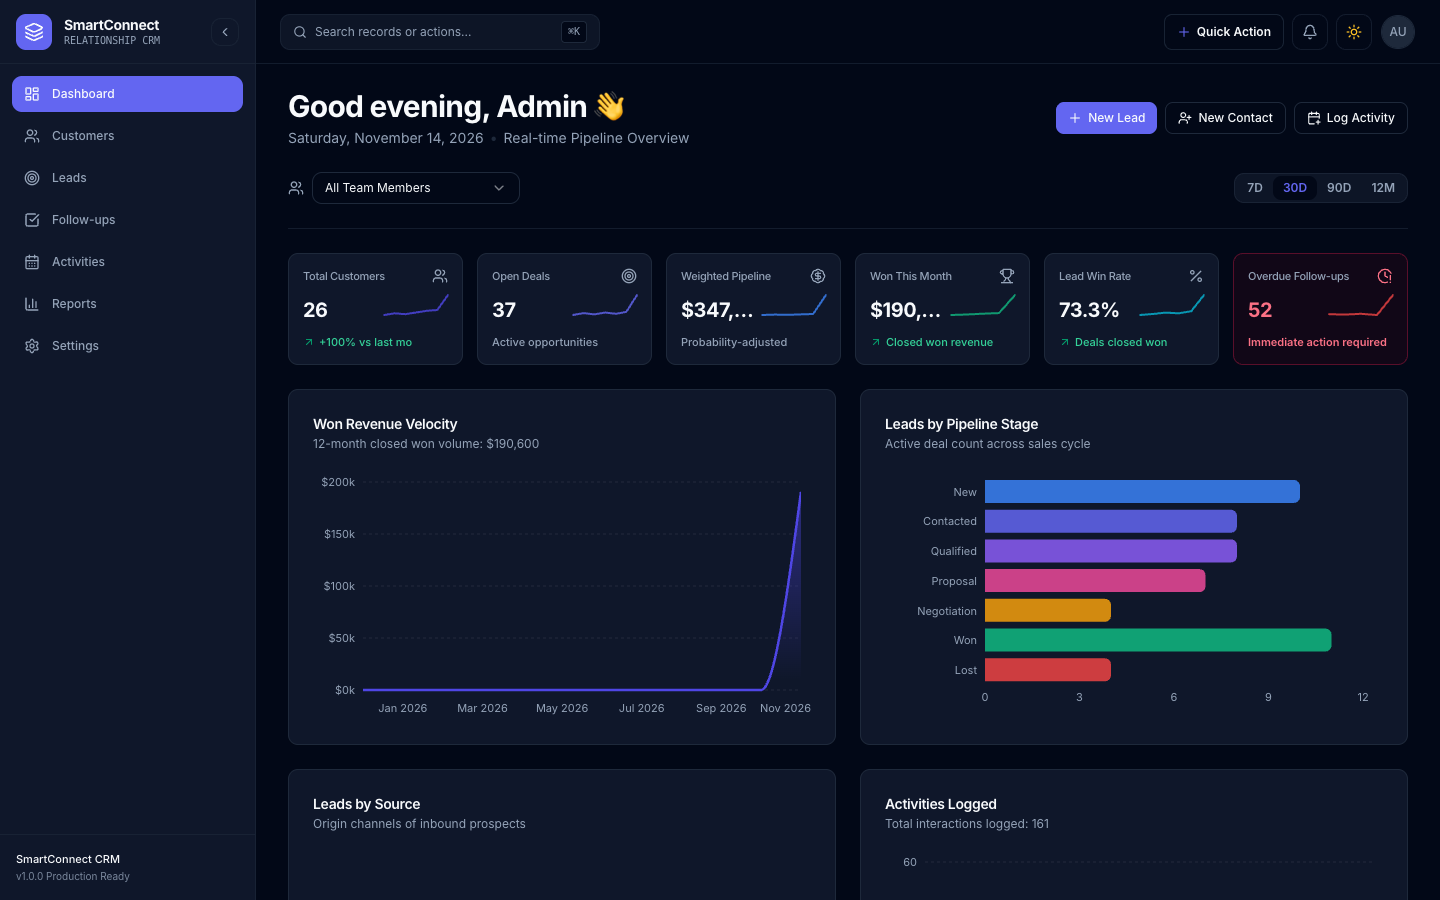 SmartConnect
RELATIONSHIP CRM
Search records or actions...
⌘K
Quick Action
AU
Dashboard
Customers
Leads
Follow-ups
Activities
Reports
Settings
SmartConnect CRM
v1.0.0 Production Ready
Good evening, Admin 👋
Saturday, November 14, 2026 • Real-time Pipeline Overview
New Lead
New Contact
Log Activity
All Team Members
7D 30D 90D 12M
Total Customers
26
+100% vs last mo
Open Deals
37
Active opportunities
Weighted Pipeline
$347,...
Probability-adjusted
Won This Month
$190,...
Closed won revenue
Lead Win Rate
73.3%
Deals closed won
Overdue Follow-ups
52
Immediate action required
Won Revenue Velocity
12-month closed won volume: $190,600
$200k
$150k
$100k
$50k
$0k
Jan 2026 Mar 2026 May 2026 Jul 2026 Sep 2026 Nov 2026
Leads by Pipeline Stage
Active deal count across sales cycle
New
Contacted
Qualified
Proposal
Negotiation
Won
Lost
0 3 6 9 12
Leads by Source
Origin channels of inbound prospects
Activities Logged
Total interactions logged: 161
60